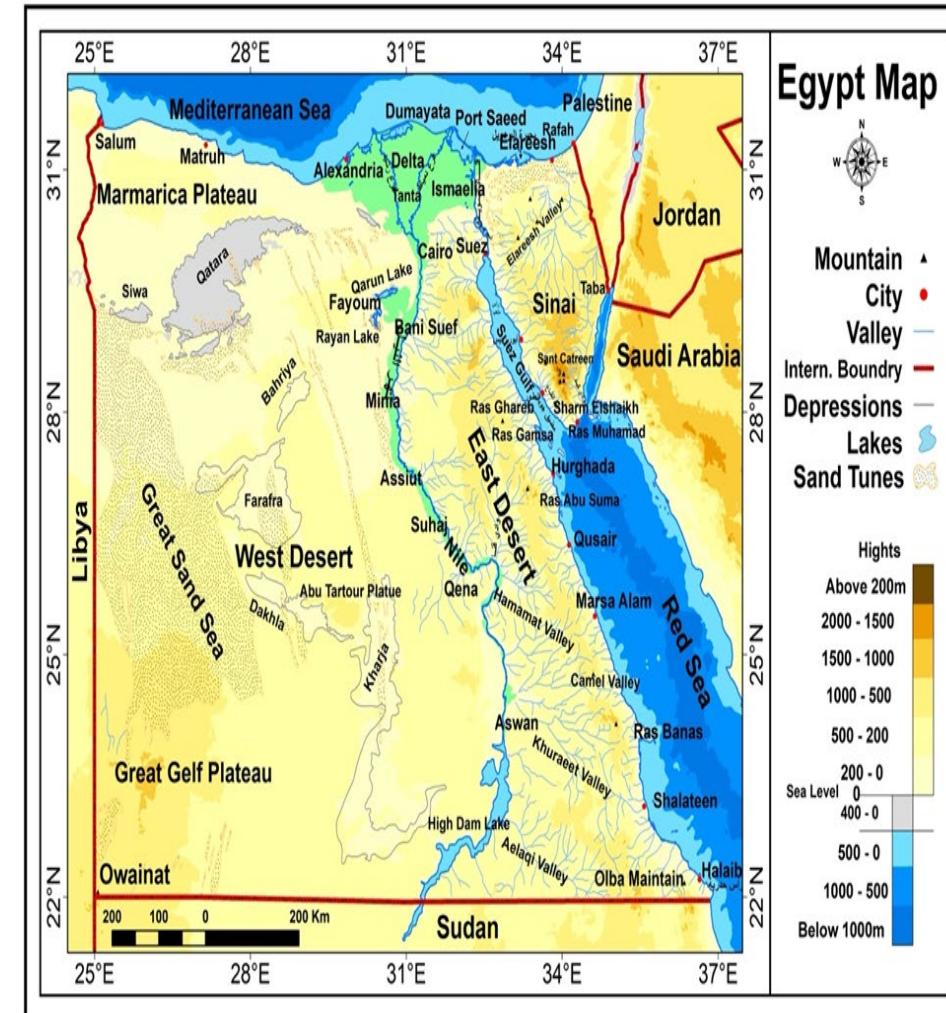 25°E 28°E 31°E 34°E 37°E
Egypt Map
N
W E
S
Mountain
City
Valley
Intern. Boundry
Depressions
Lakes
Sand Tunes
Hights
Above 200m
2000 - 1500
1500 - 1000
1000 - 500
500 - 200
200 - 0
Sea Level 0
400 - 0
500 - 0
1000 - 500
Below 1000m
Mediterranean Sea
Dumayata
Port Saeed
Palestine
Rafah
Elareesh
Salum
Matruh
Alexandria
Delta
Tanta
Ismaelia
31°N
31°N
Marmarica Plateau
Jordan
Elareesh Valley
Cairo
Suez
Qatara
Qarun Lake
Siwa
Fayoum
Taba
Sinai
Rayan Lake
Bani Suef
Suez Gulf
Sant Catreen
Saudi Arabia
Bahriya
Minia
28°N
28°N
Ras Ghareb
Sharm Elshaikh
Ras Gamsa
Ras Muhamad
Hurghada
Assiut
East Desert
Ras Abu Suma
Farafra
Great Sand Sea
Suhaj
Libya
West Desert
Nile
Qusair
Abu Tartour Platue
Qena
Dakhla
Hamamat Valley
Marsa Alam
Red Sea
25°N
25°N
Kharja
Camel Valley
Aswan
Ras Banas
Khuraeet Valley
Great Gelf Plateau
Shalateen
High Dam Lake
Aelaqi Valley
Olba Maintain
Halaib
Owainat
22°N
22°N
200 100 0 200 Km
Sudan
25°E 28°E 31°E 34°E 37°E